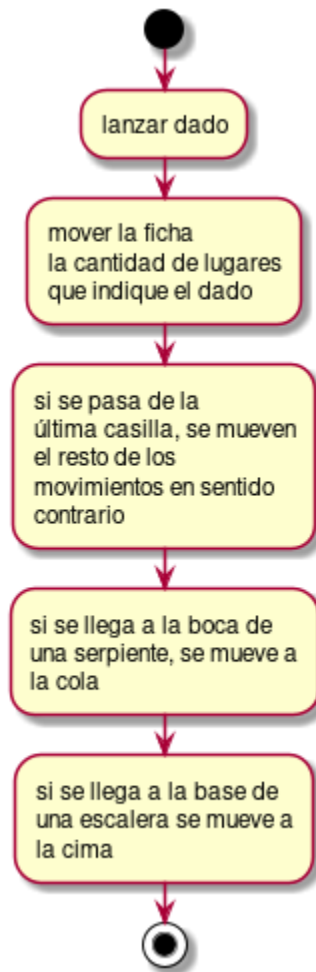 lanzar dado
mover la ficha
la cantidad de lugares
que indique el dado
si se pasa de la
última casilla, se mueven
el resto de los
movimientos en sentido
contrario
si se llega a la boca de
una serpiente, se mueve a
la cola
si se llega a la base de
una escalera se mueve a
la cima